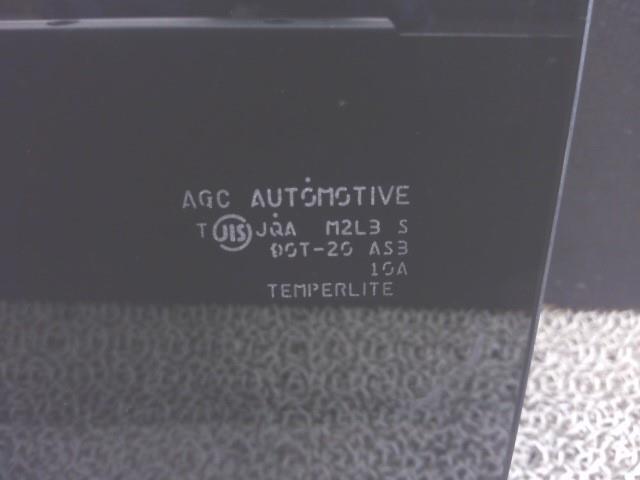 AGC AUTOMOTIVE
T JIS JQA M2L3 S
DOT-20 AS3
10A
TEMPERLITE